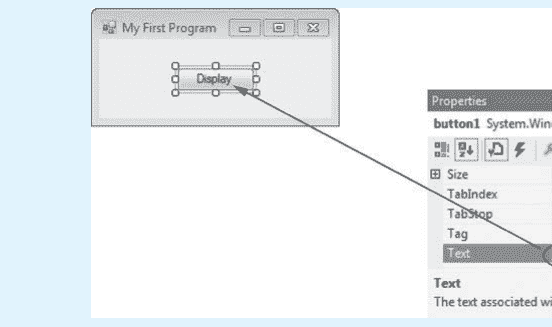 My First Program
Display
Properties
button1 System.Win
Size
TabIndex
TabStop
Tag
Text
Text
The text associated wi